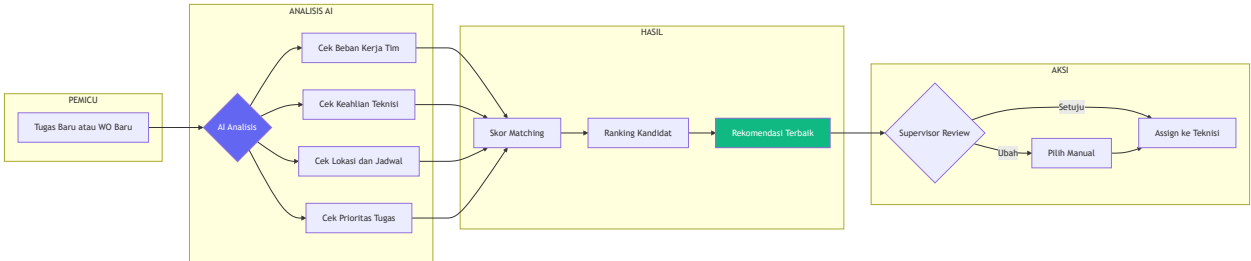 PEMICU
Tugas Baru atau WO Baru
ANALISIS AI
AI Analisis
Cek Beban Kerja Tim
Cek Keahlian Teknisi
Cek Lokasi dan Jadwal
Cek Prioritas Tugas
HASIL
Skor Matching
Ranking Kandidat
Rekomendasi Terbaik
AKSI
Supervisor Review
Setuju
Ubah
Pilih Manual
Assign ke Teknisi